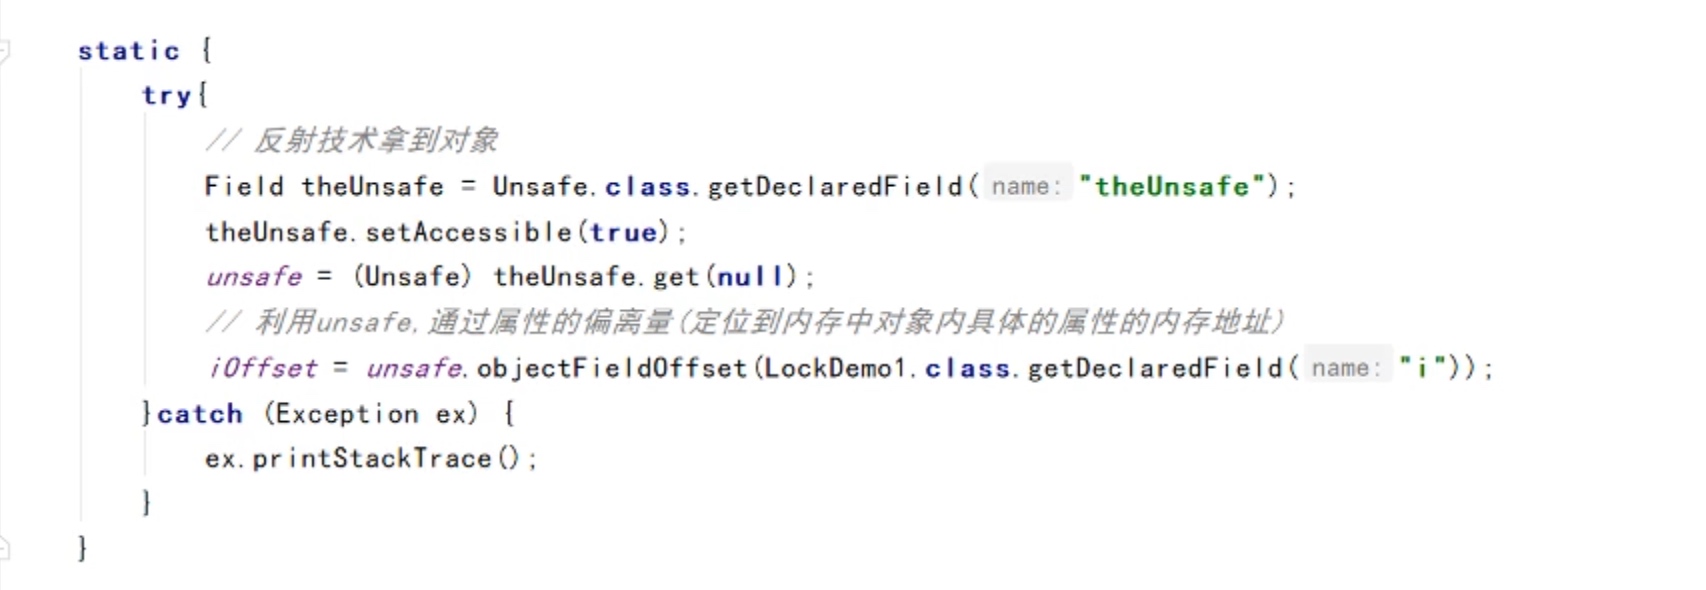 static {
try{
// 反射技术拿到对象
Field theUnsafe = Unsafe.class.getDeclaredField( name: "theUnsafe");
theUnsafe.setAccessible(true);
unsafe = (Unsafe) theUnsafe.get(null);
// 利用unsafe,通过属性的偏离量(定位到内存中对象内具体的属性的内存地址)
iOffset = unsafe.objectFieldOffset(LockDemo1.class.getDeclaredField( name: "i"));
}catch (Exception ex) {
ex.printStackTrace();
}
}